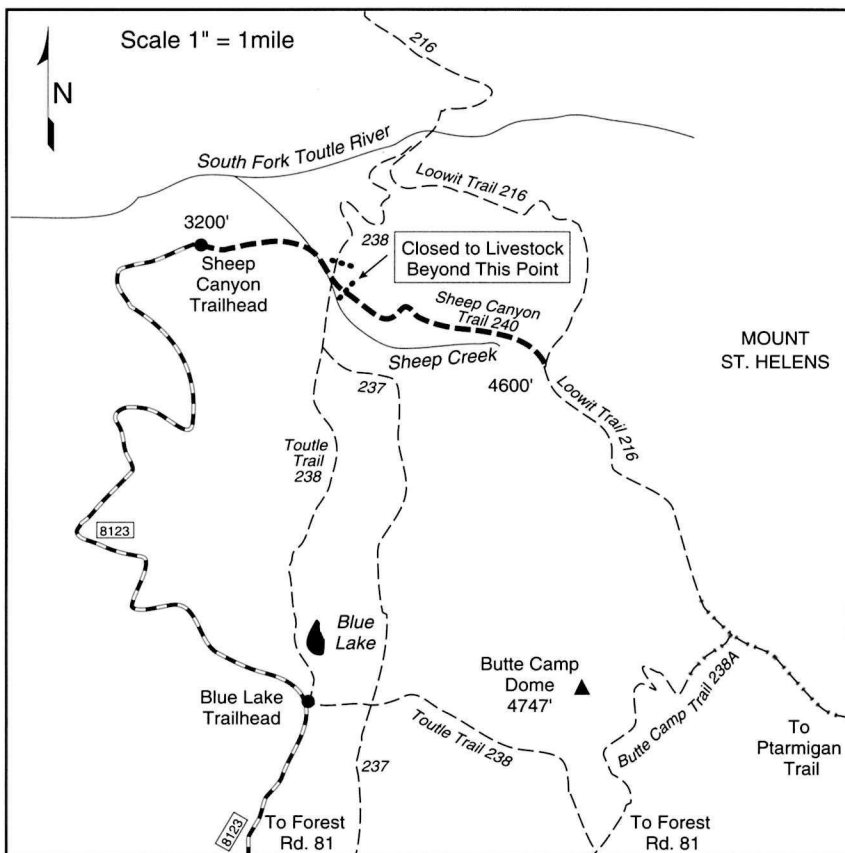 Scale 1" = 1mile
216
N
South Fork Toutle River
Loowit Trail 216
3200'
238
Closed to Livestock
Beyond This Point
Sheep
Canyon
Trailhead
Sheep Canyon
Trail 240
MOUNT
ST. HELENS
Sheep Creek
4600'
237
Loowit Trail 216
Toutle
Trail
238
8123
Blue
Lake
Butte Camp
Dome
4747'
Butte Camp Trail 238A
Blue Lake
Trailhead
Toutle Trail 238
To
Ptarmigan
Trail
237
8123
To Forest
Rd. 81
To Forest
Rd. 81